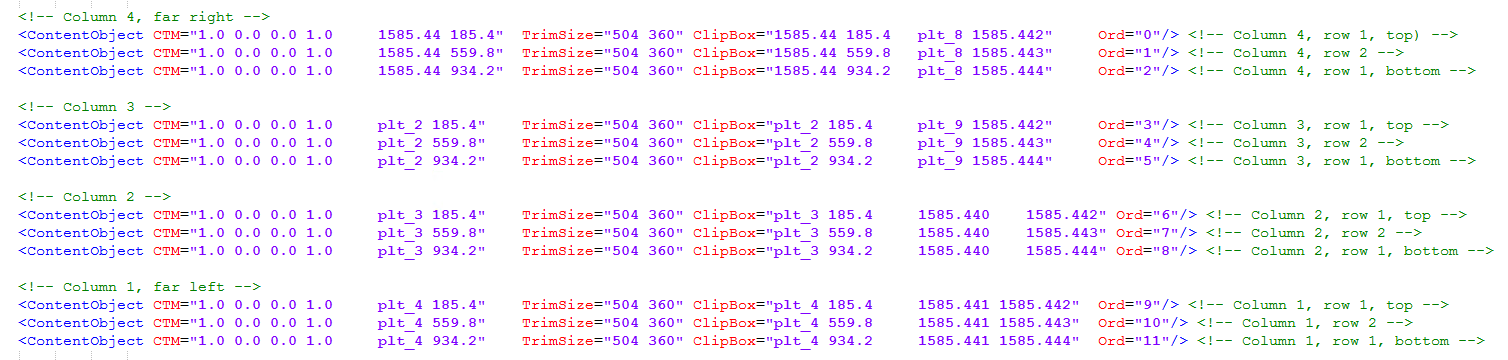 <!-- Column 4, far right -->
<ContentObject CTM="1.0 0.0 0.0 1.0     1585.44 185.4"  TrimSize="504 360" ClipBox="1585.44 185.4   plt_8 1585.442"     Ord="0"/> <!-- Column 4, row 1, top) -->
<ContentObject CTM="1.0 0.0 0.0 1.0     1585.44 559.8"  TrimSize="504 360" ClipBox="1585.44 559.8   plt_8 1585.443"     Ord="1"/> <!-- Column 4, row 2 -->
<ContentObject CTM="1.0 0.0 0.0 1.0     1585.44 934.2"  TrimSize="504 360" ClipBox="1585.44 934.2   plt_8 1585.444"     Ord="2"/> <!-- Column 4, row 1, bottom -->
<!-- Column 3 -->
<ContentObject CTM="1.0 0.0 0.0 1.0     plt_2 185.4"    TrimSize="504 360" ClipBox="plt_2 185.4     plt_9 1585.442"     Ord="3"/> <!-- Column 3, row 1, top -->
<ContentObject CTM="1.0 0.0 0.0 1.0     plt_2 559.8"    TrimSize="504 360" ClipBox="plt_2 559.8     plt_9 1585.443"     Ord="4"/> <!-- Column 3, row 2 -->
<ContentObject CTM="1.0 0.0 0.0 1.0     plt_2 934.2"    TrimSize="504 360" ClipBox="plt_2 934.2     plt_9 1585.444"     Ord="5"/> <!-- Column 3, row 1, bottom -->
<!-- Column 2 -->
<ContentObject CTM="1.0 0.0 0.0 1.0     plt_3 185.4"    TrimSize="504 360" ClipBox="plt_3 185.4     1585.440    1585.442" Ord="6"/> <!-- Column 2, row 1, top -->
<ContentObject CTM="1.0 0.0 0.0 1.0     plt_3 559.8"    TrimSize="504 360" ClipBox="plt_3 559.8     1585.440    1585.443" Ord="7"/> <!-- Column 2, row 2 -->
<ContentObject CTM="1.0 0.0 0.0 1.0     plt_3 934.2"    TrimSize="504 360" ClipBox="plt_3 934.2     1585.440    1585.444" Ord="8"/> <!-- Column 2, row 1, bottom -->
<!-- Column 1, far left -->
<ContentObject CTM="1.0 0.0 0.0 1.0     plt_4 185.4"    TrimSize="504 360" ClipBox="plt_4 185.4     1585.441 1585.442"  Ord="9"/> <!-- Column 1, row 1, top -->
<ContentObject CTM="1.0 0.0 0.0 1.0     plt_4 559.8"    TrimSize="504 360" ClipBox="plt_4 559.8     1585.441 1585.443"  Ord="10"/> <!-- Column 1, row 2 -->
<ContentObject CTM="1.0 0.0 0.0 1.0     plt_4 934.2"    TrimSize="504 360" ClipBox="plt_4 934.2     1585.441 1585.444"  Ord="11"/> <!-- Column 1, row 1, bottom -->